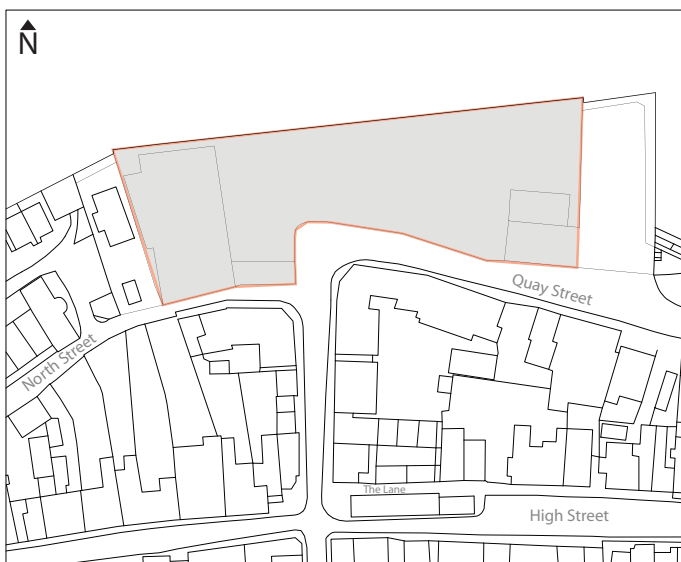 N
Quay Street
North Street
The Lane
High Street